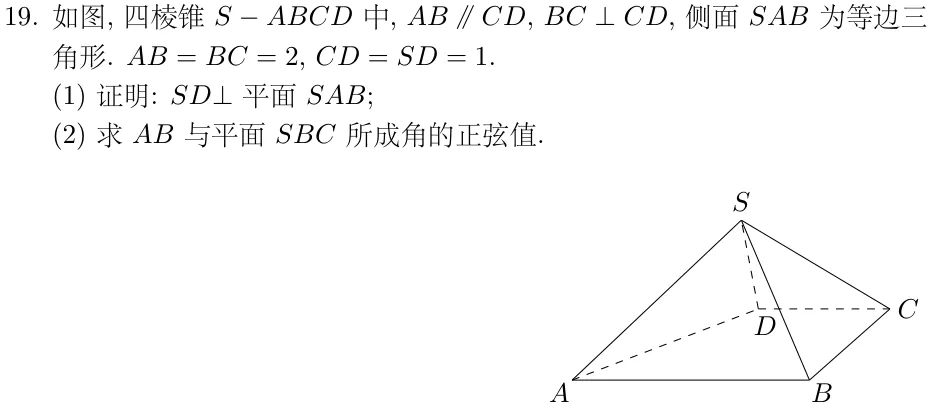 19. 如图, 四棱锥 S − ABCD 中, AB ∥ CD, BC ⊥ CD, 侧面 SAB 为等边三
角形. AB = BC = 2, CD = SD = 1.
(1) 证明: SD⊥ 平面 SAB;
(2) 求 AB 与平面 SBC 所成角的正弦值.
S
D
C
A
B